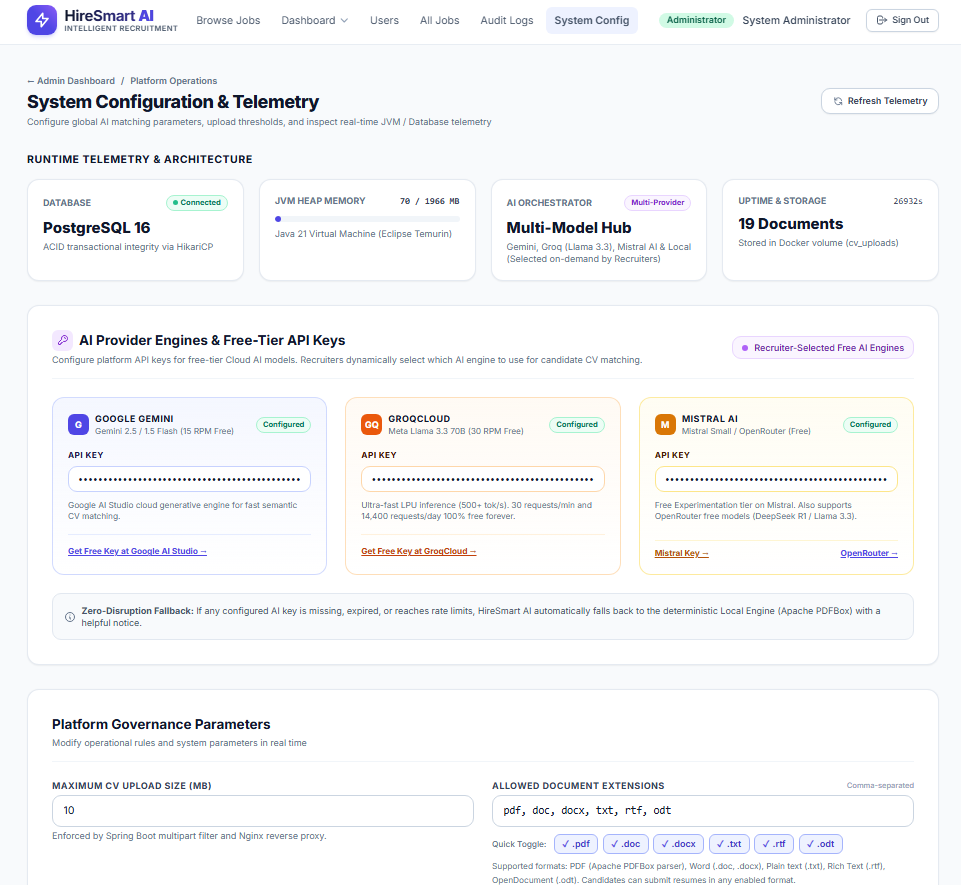 HireSmart AI
INTELLIGENT RECRUITMENT
Browse Jobs Dashboard Users All Jobs Audit Logs System Config Administrator System Administrator Sign Out
← Admin Dashboard / Platform Operations
System Configuration & Telemetry
Configure global AI matching parameters, upload thresholds, and inspect real-time JVM / Database telemetry
Refresh Telemetry
RUNTIME TELEMETRY & ARCHITECTURE
DATABASE Connected
PostgreSQL 16
ACID transactional integrity via HikariCP
JVM HEAP MEMORY 70 / 1966 MB
Java 21 Virtual Machine (Eclipse Temurin)
AI ORCHESTRATOR Multi-Provider
Multi-Model Hub
Gemini, Groq (Llama 3.3), Mistral AI & Local
(Selected on-demand by Recruiters)
UPTIME & STORAGE 26932s
19 Documents
Stored in Docker volume (cv_uploads)
AI Provider Engines & Free-Tier API Keys
Configure platform API keys for free-tier Cloud AI models. Recruiters dynamically select which AI engine to use for candidate CV matching.
Recruiter-Selected Free AI Engines
G GOOGLE GEMINI Configured
Gemini 2.5 / 1.5 Flash (15 RPM Free)
API KEY
Google AI Studio cloud generative engine for fast semantic
CV matching.
Get Free Key at Google AI Studio →
GQ GROQCLOUD Configured
Meta Llama 3.3 70B (30 RPM Free)
API KEY
Ultra-fast LPU inference (500+ tok/s). 30 requests/min and
14,400 requests/day 100% free forever.
Get Free Key at GroqCloud →
M MISTRAL AI Configured
Mistral Small / OpenRouter (Free)
API KEY
Free Experimentation tier on Mistral. Also supports
OpenRouter free models (DeepSeek R1 / Llama 3.3).
Mistral Key → OpenRouter →
Zero-Disruption Fallback: If any configured AI key is missing, expired, or reaches rate limits, HireSmart AI automatically falls back to the deterministic Local Engine (Apache PDFBox) with a
helpful notice.
Platform Governance Parameters
Modify operational rules and system parameters in real time
MAXIMUM CV UPLOAD SIZE (MB)
10
Enforced by Spring Boot multipart filter and Nginx reverse proxy.
ALLOWED DOCUMENT EXTENSIONS Comma-separated
pdf, doc, docx, txt, rtf, odt
Quick Toggle: ✓ .pdf ✓ .doc ✓ .docx ✓ .txt ✓ .rtf ✓ .odt
Supported formats: PDF (Apache PDFBox parser), Word (.doc, .docx), Plain text (.txt), Rich Text (.rtf),
OpenDocument (.odt). Candidates can submit resumes in any enabled format.